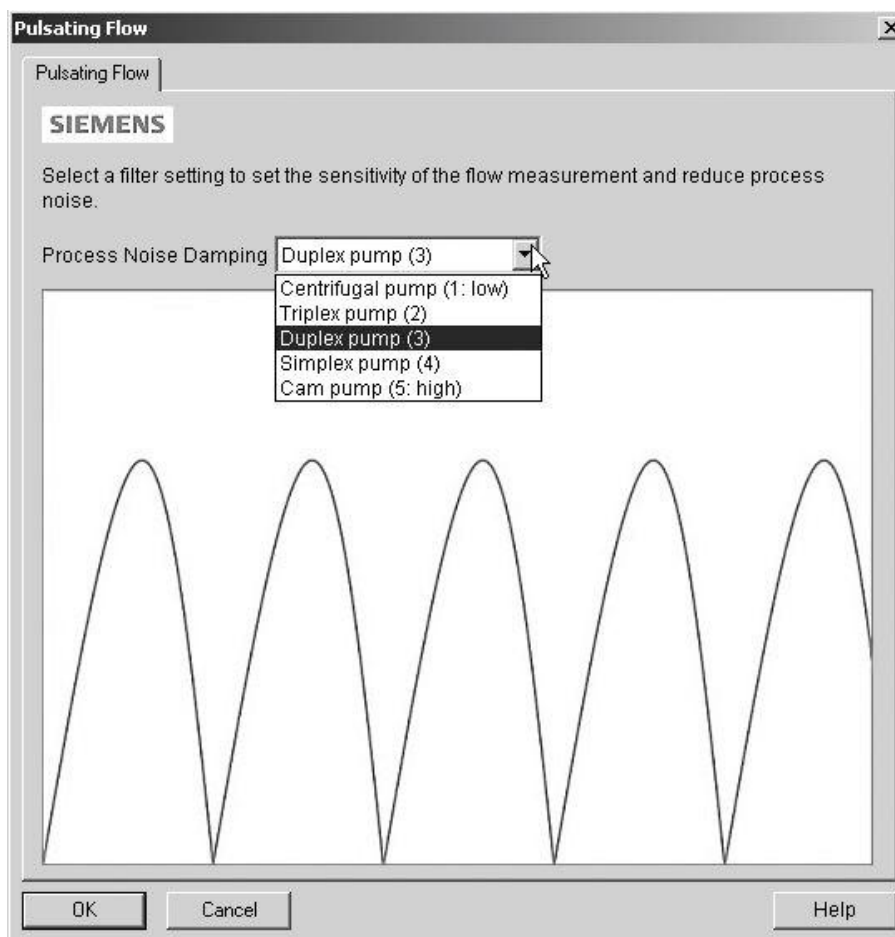 Pulsating Flow
Pulsating Flow
SIEMENS
Select a filter setting to set the sensitivity of the flow measurement and reduce process
noise.
Process Noise Damping Duplex pump (3)
Centrifugal pump (1: low)
Triplex pump (2)
Duplex pump (3)
Simplex pump (4)
Cam pump (5: high)
OK Cancel Help